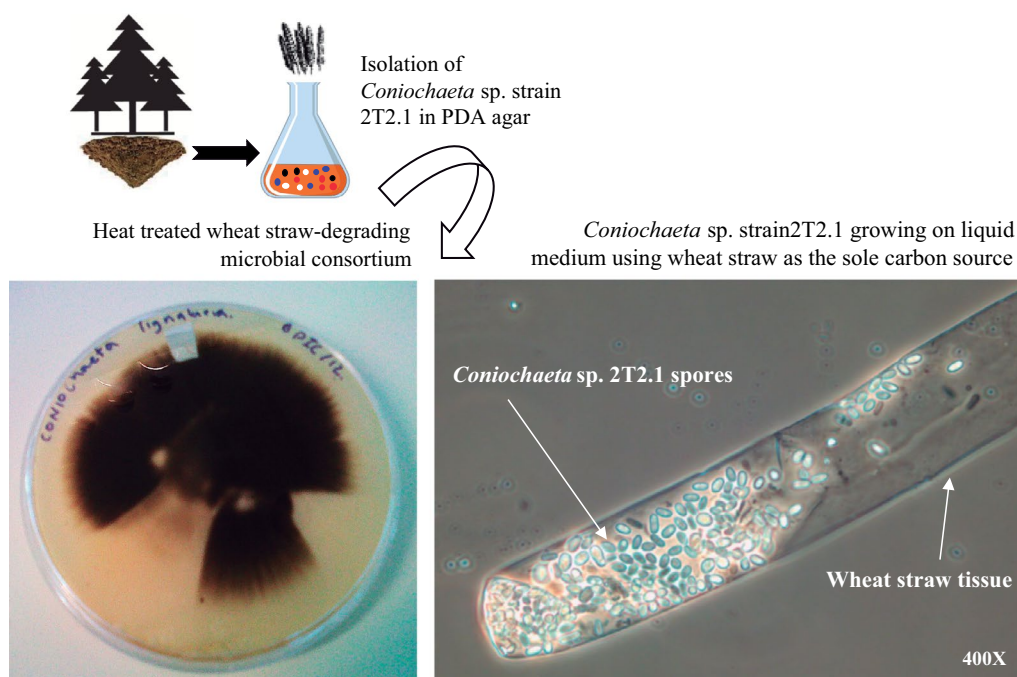 Isolation of
Coniochaeta sp. strain
2T2.1 in PDA agar
Heat treated wheat straw-degrading
microbial consortium
Coniochaeta sp. strain2T2.1 growing on liquid
medium using wheat straw as the sole carbon source
CONIOCHAETA lignaria.
Coniochaeta sp. 2T2.1 spores
Wheat straw tissue
400X